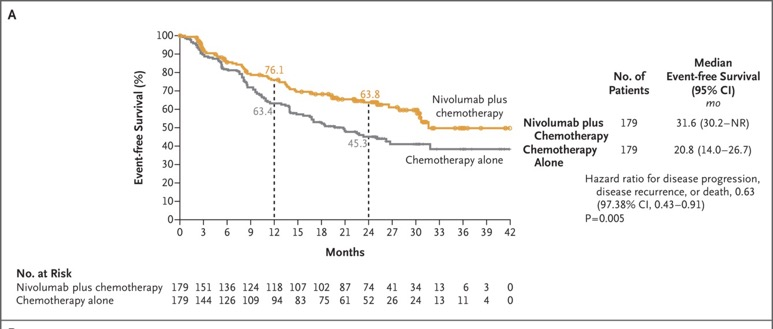 A
100
90
80
70
60
50
40
30
20
10
0
Event-free Survival (%)
76.1
63.4
63.8
45.3
Nivolumab plus
chemotherapy
Chemotherapy alone
0 3 6 9 12 15 18 21 24 27 30 33 36 39 42
Months
No. of
Patients
Median
Event-free Survival
(95% CI)
mo
Nivolumab plus
Chemotherapy
179 31.6 (30.2–NR)
Chemotherapy
Alone
179 20.8 (14.0–26.7)
Hazard ratio for disease progression,
disease recurrence, or death, 0.63
(97.38% CI, 0.43–0.91)
P=0.005
No. at Risk
Nivolumab plus chemotherapy 179 151 136 124 118 107 102 87 74 41 34 13 6 3 0
Chemotherapy alone 179 144 126 109 94 83 75 61 52 26 24 13 11 4 0